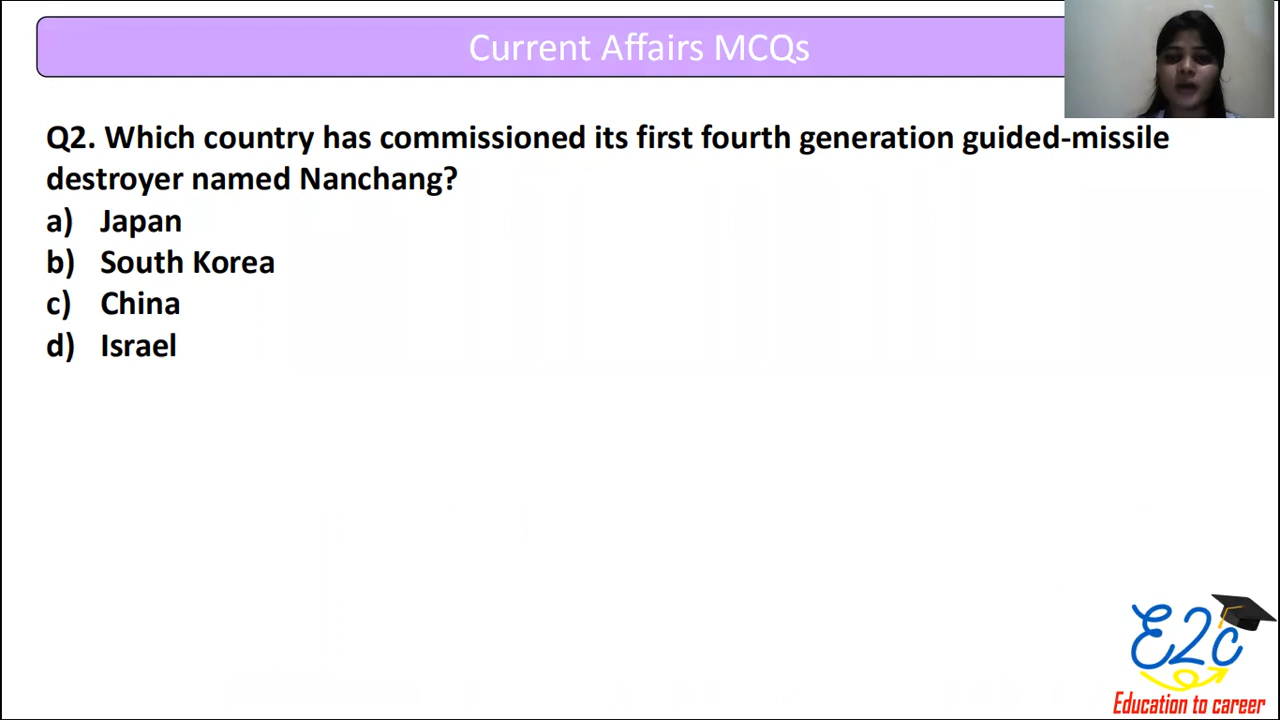 Current Affairs MCQs
Q2. Which country has commissioned its first fourth generation guided-missile
destroyer named Nanchang?
a) Japan
b) South Korea
c) China
d) Israel
E2c
Education to career